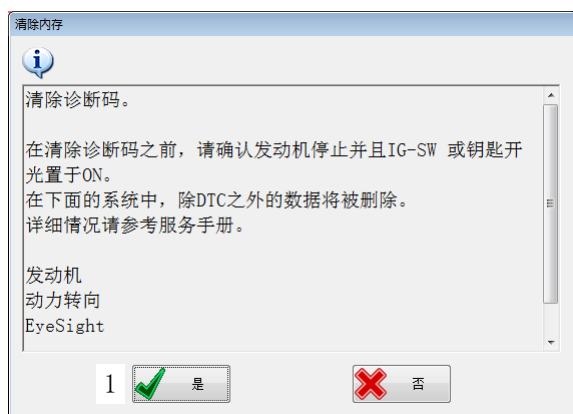 清除内存
清除诊断码。
在清除诊断码之前，请确认发动机停止并且IG-SW 或钥匙开
光置于ON。
在下面的系统中，除DTC之外的数据将被删除。
详细情况请参考服务手册。
发动机
动力转向
EyeSight
1 是 否